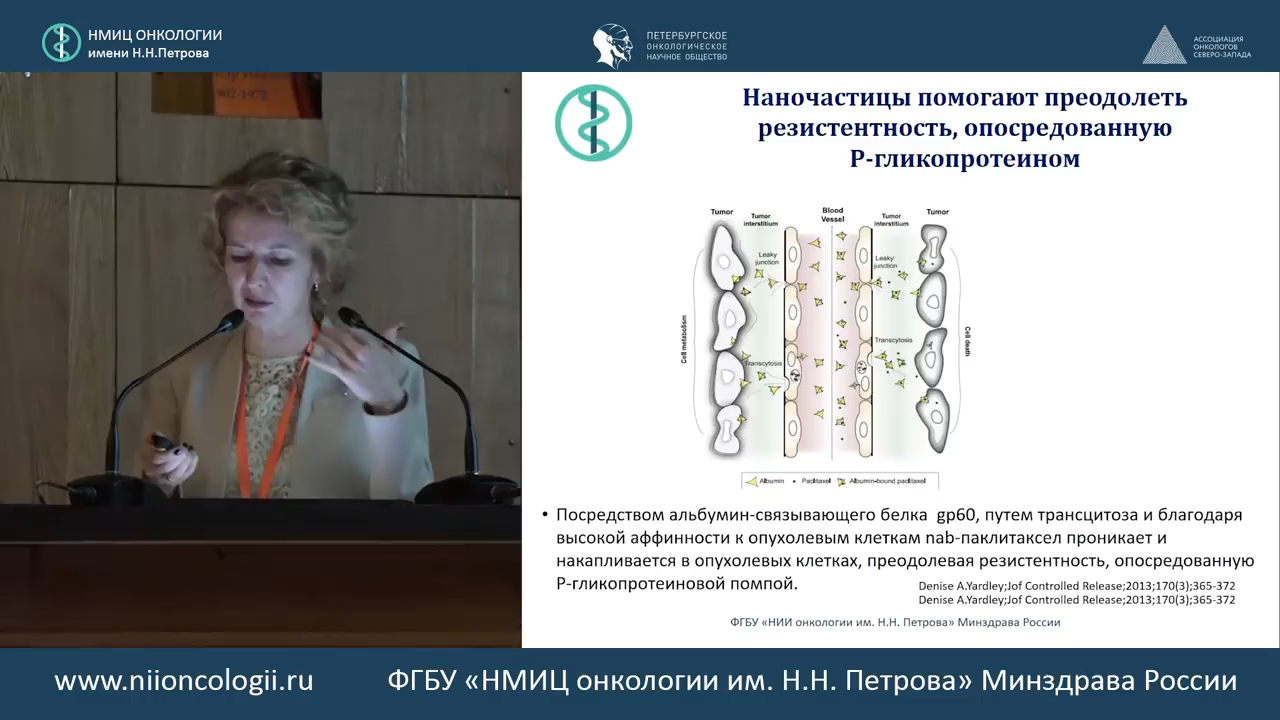 НМИЦ ОНКОЛОГИИ
имени Н.Н.Петрова
ПЕТЕРБУРГСКОЕ
ОНКОЛОГИЧЕСКОЕ
НАУЧНОЕ ОБЩЕСТВО
АССОЦИАЦИЯ
ОНКОЛОГОВ
СЕВЕРО-ЗАПАДА
902-1972
Наночастицы помогают преодолеть
резистентность, опосредованную
Р-гликопротеином
Tumor
Tumor
interstitium
Blood
Vessel
Tumor
interstitium
Tumor
Leaky
junction
Leaky
junction
Cell metabolism
Transcytosis
Transcytosis
Cell death
Albumin
Paclitaxel
Albumin-bound paclitaxel
• Посредством альбумин-связывающего белка gp60, путем трансцитоза и благодаря
высокой аффинности к опухолевым клеткам nab-паклитаксел проникает и
накапливается в опухолевых клетках, преодолевая резистентность, опосредованную
Р-гликопротеиновой помпой.
Denise A.Yardley;Jof Controlled Release;2013;170(3);365-372
Denise A.Yardley;Jof Controlled Release;2013;170(3);365-372
ФГБУ «НИИ онкологии им. Н.Н. Петрова» Минздрава России
www.niioncologii.ru
ФГБУ «НМИЦ онкологии им. Н.Н. Петрова» Минздрава России